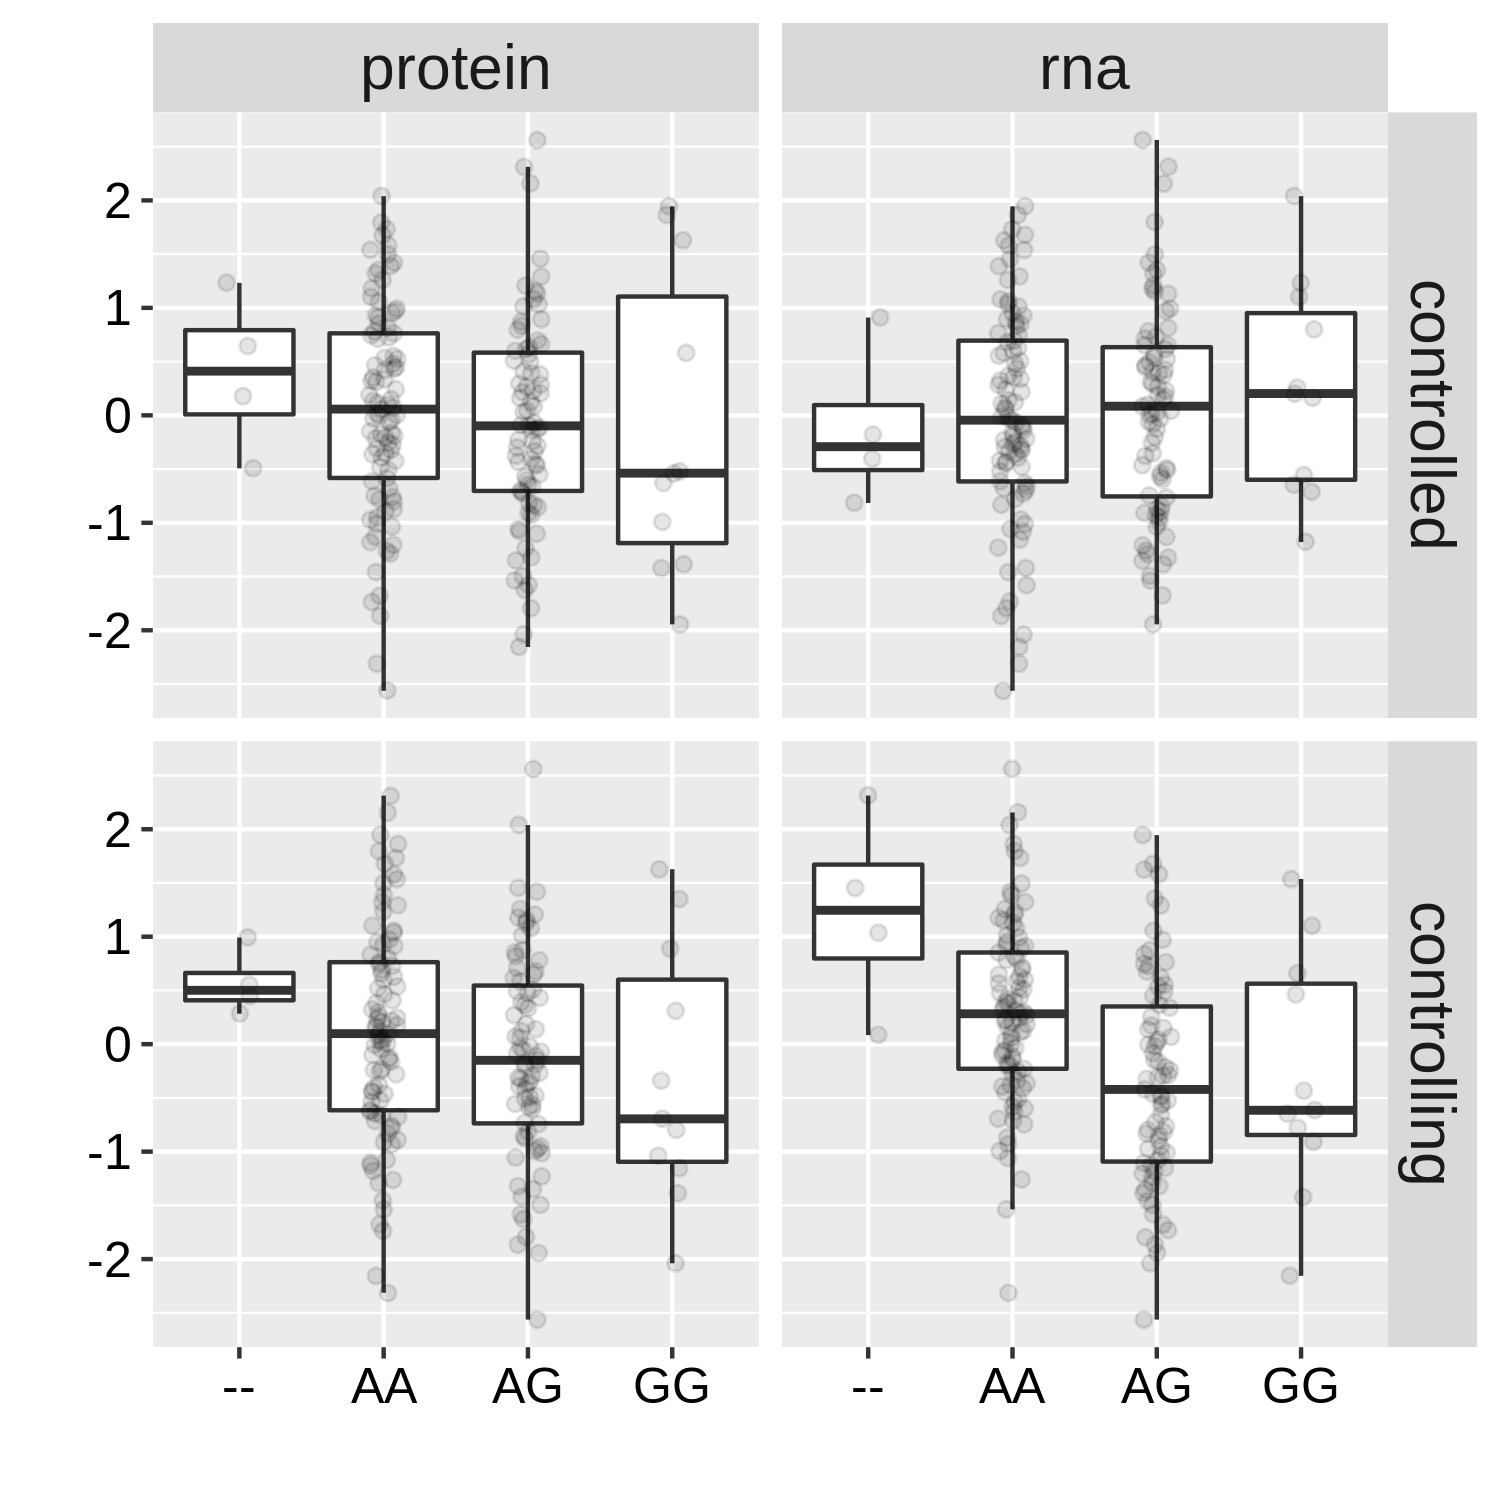 protein rna
2
1
0
-1
-2
controlled
2
1
0
-1
-2
controlling
-- AA AG GG -- AA AG GG